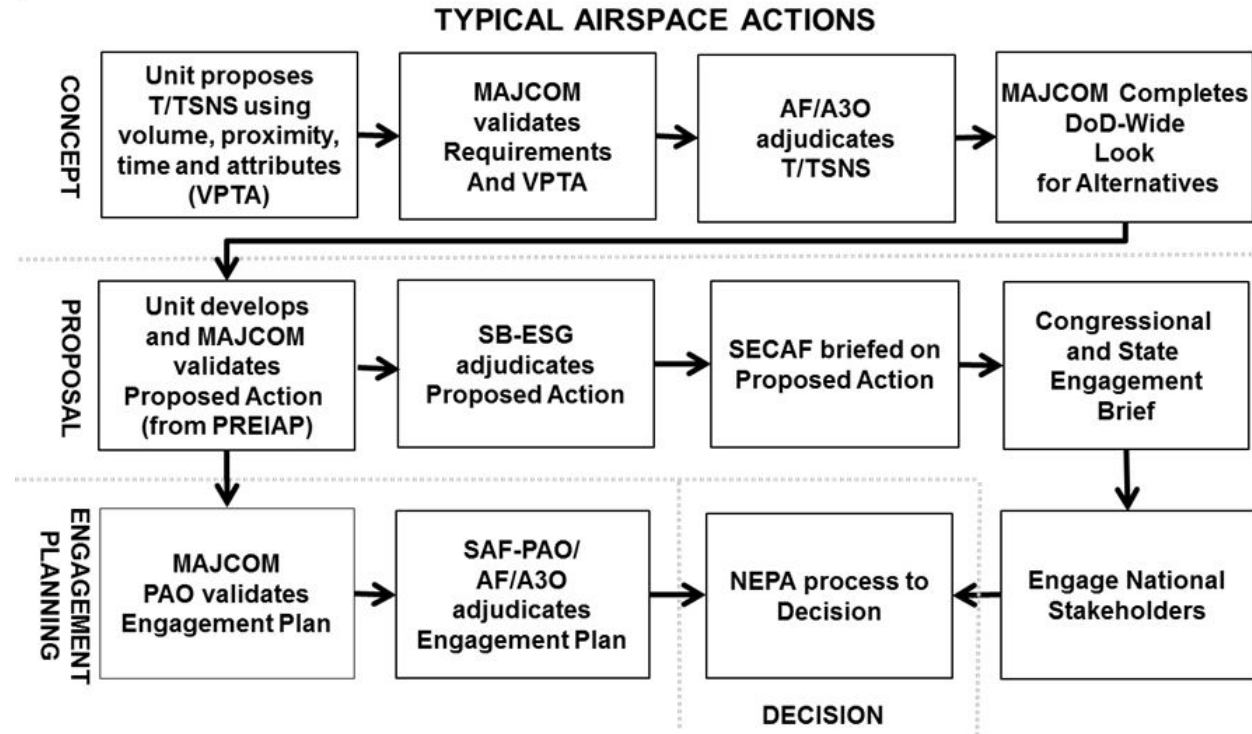 TYPICAL AIRSPACE ACTIONS
CONCEPT
Unit proposes
T/TSNS using
volume, proximity,
time and attributes
(VPTA)
MAJCOM
validates
Requirements
And VPTA
AF/A3O
adjudicates
T/TSNS
MAJCOM Completes
DoD-Wide
Look
for Alternatives
PROPOSAL
Unit develops
and MAJCOM
validates
Proposed Action
(from PREIAP)
SB-ESG
adjudicates
Proposed Action
SECAF briefed on
Proposed Action
Congressional
and State
Engagement
Brief
ENGAGEMENT
PLANNING
MAJCOM
PAO validates
Engagement Plan
SAF-PAO/
AF/A3O
adjudicates
Engagement Plan
NEPA process to
Decision
Engage National
Stakeholders
DECISION